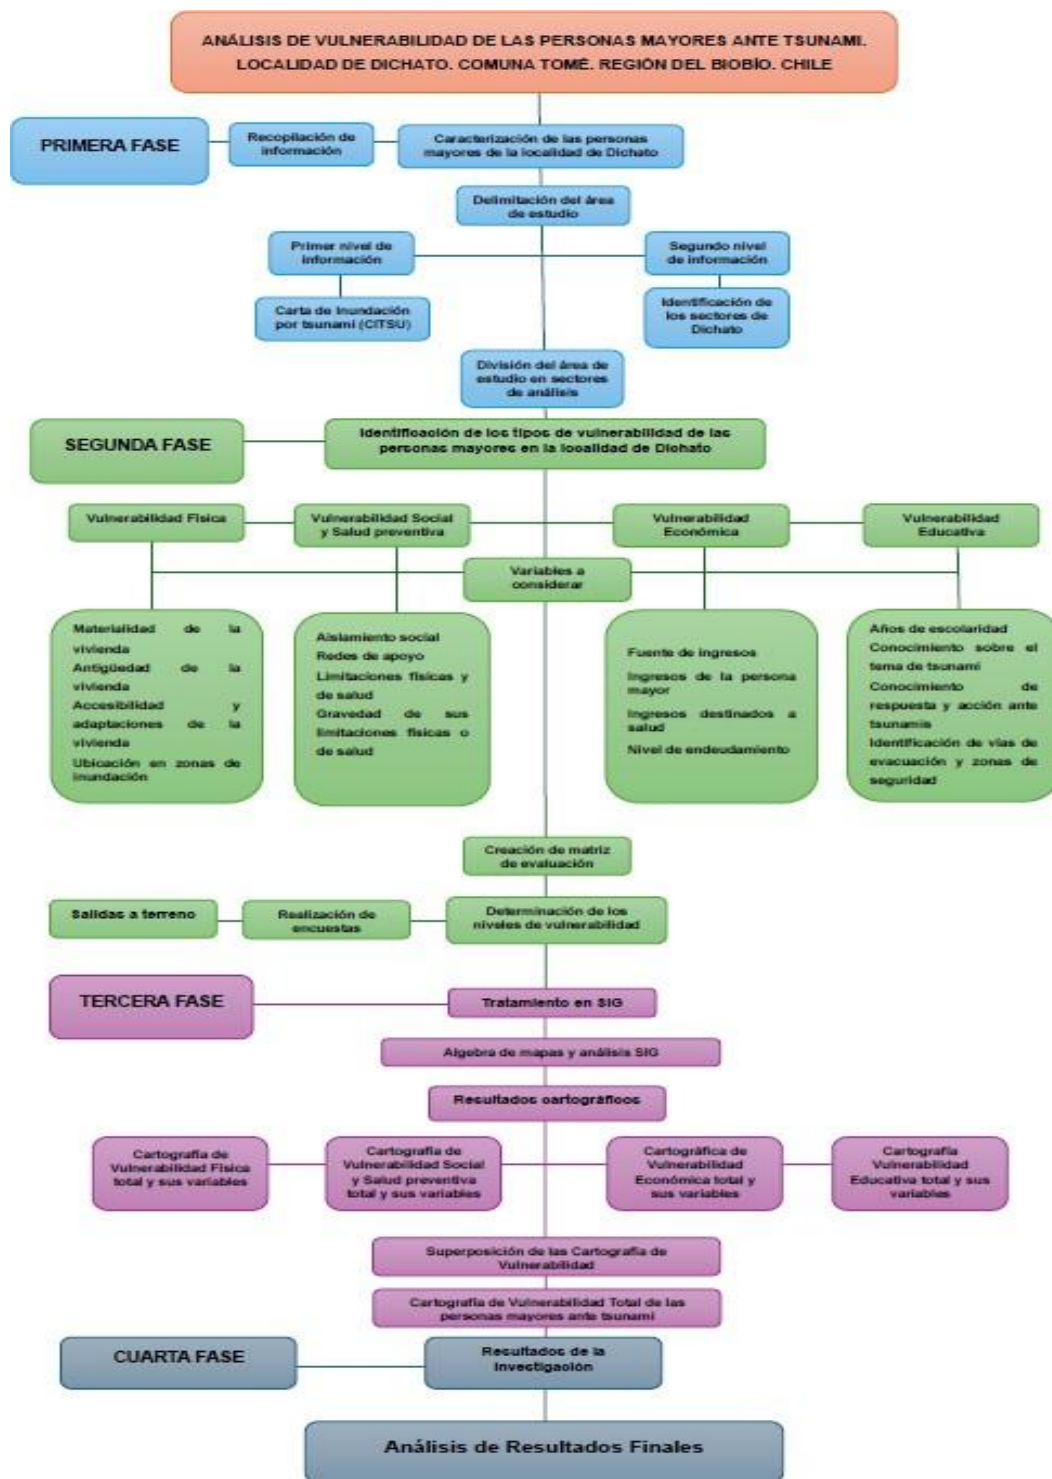 ANÁLISIS DE VULNERABILIDAD DE LAS PERSONAS MAYORES ANTE TSUNAMI.
LOCALIDAD DE DICHATO. COMUNA TOMÉ. REGIÓN DEL BIOBÍO. CHILE
PRIMERA FASE
Recopilación de
información
Caracterización de las personas
mayores de la localidad de Dichato
Delimitación del área
de estudio
Primer nivel de
información
Segundo nivel
de información
Carta de Inundación
por tsunami (CITSU)
Identificación de
los sectores de
Dichato
División del área de
estudio en sectores
de análisis
SEGUNDA FASE
Identificación de los tipos de vulnerabilidad de las
personas mayores en la localidad de Dichato
Vulnerabilidad Física
Vulnerabilidad Social
y Salud preventiva
Vulnerabilidad
Económica
Vulnerabilidad
Educativa
Variables a
considerar
Materialidad de la
vivienda
Antigüedad de la
vivienda
Accesibilidad y
adaptaciones de la
vivienda
Ubicación en zonas de
inundación
Aislamiento social
Redes de apoyo
Limitaciones físicas y
de salud
Gravedad de sus
limitaciones físicas o
de salud
Fuente de ingresos
Ingresos de la persona
mayor
Ingresos destinados a
salud
Nivel de endeudamiento
Años de escolaridad
Conocimiento sobre el
tema de tsunami
Conocimiento de
respuesta y acción ante
tsunamis
Identificación de vías de
evacuación y zonas de
seguridad
Creación de matriz
de evaluación
Salidas a terreno
Realización de
encuestas
Determinación de los
niveles de vulnerabilidad
TERCERA FASE
Tratamiento en SIG
Algebra de mapas y análisis SIG
Resultados cartográficos
Cartografía de
Vulnerabilidad Física
total y sus variables
Cartografía de
Vulnerabilidad Social
y Salud preventiva
total y sus variables
Cartográfica de
Vulnerabilidad
Económica total y
sus variables
Cartografía
Vulnerabilidad
Educativa total y sus
variables
Superposición de las Cartografía de
Vulnerabilidad
Cartografía de Vulnerabilidad Total de las
personas mayores ante tsunami
CUARTA FASE
Resultados de la
Investigación
Análisis de Resultados Finales